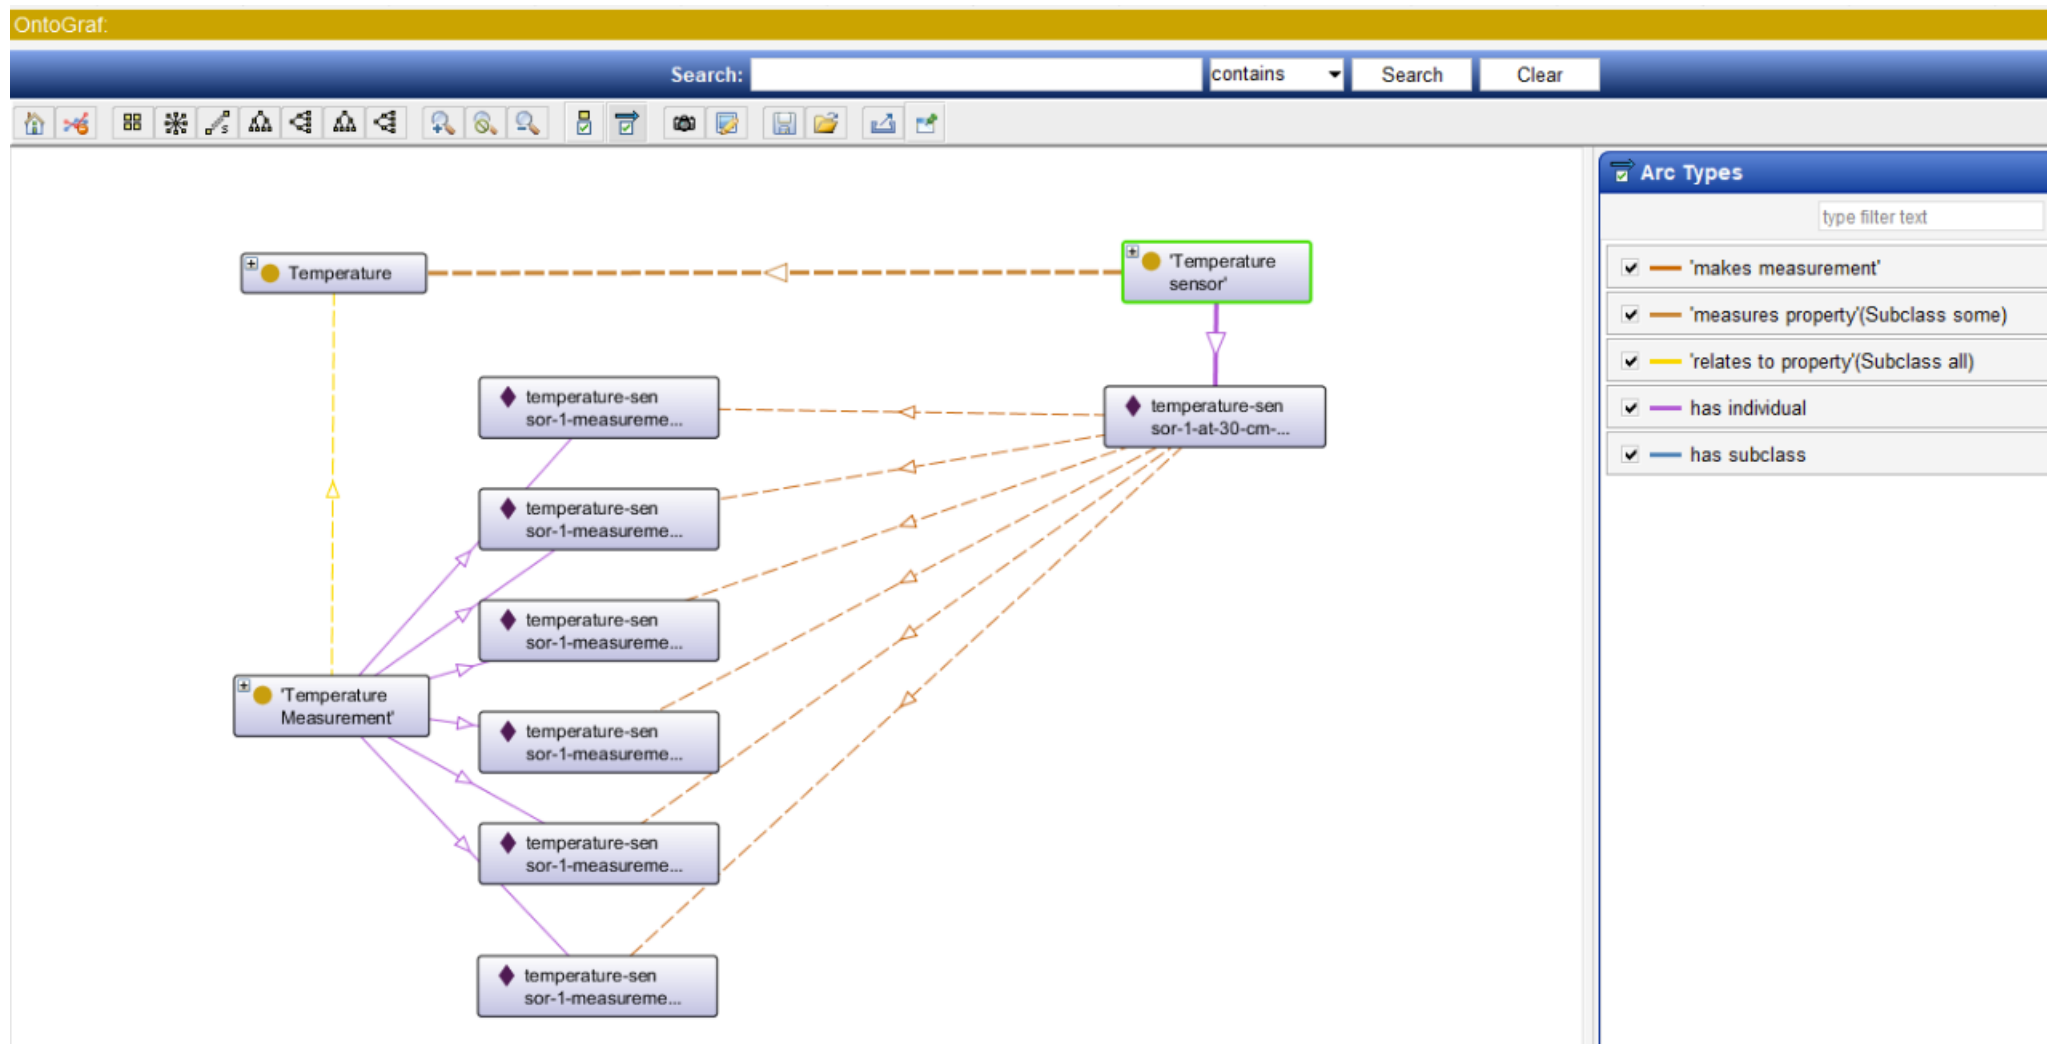 OntoGraf:
Search:
contains
Search
Clear
Arc Types
type filter text
'makes measurement'
'measures property'(Subclass some)
'relates to property'(Subclass all)
has individual
has subclass
Temperature
'Temperature
sensor'
temperature-sen
sor-1-measureme...
temperature-sen
sor-1-at-30-cm-...
temperature-sen
sor-1-measureme...
temperature-sen
sor-1-measureme...
'Temperature
Measurement'
temperature-sen
sor-1-measureme...
temperature-sen
sor-1-measureme...
temperature-sen
sor-1-measureme...